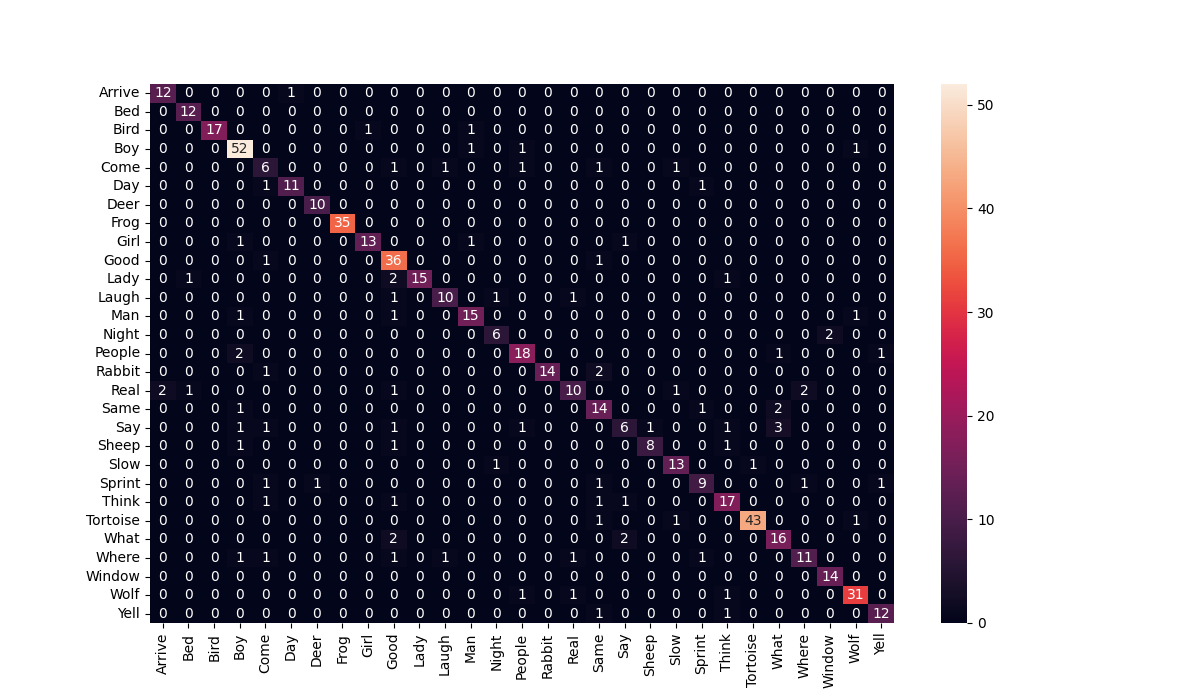 Arrive 12 0 0 0 0 1 0 0 0 0 0 0 0 0 0 0 0 0 0 0 0 0 0 0 0 0 0 0 0
Bed 0 12 0 0 0 0 0 0 0 0 0 0 0 0 0 0 0 0 0 0 0 0 0 0 0 0 0 0 0
Bird 0 0 17 0 0 0 0 0 1 0 0 0 1 0 0 0 0 0 0 0 0 0 0 0 0 0 0 0 0
Boy 0 0 0 52 0 0 0 0 0 0 0 0 1 0 1 0 0 0 0 0 0 0 0 0 0 0 0 1 0
Come 0 0 0 0 6 0 0 0 0 1 0 1 0 0 1 0 0 1 0 0 1 0 0 0 0 0 0 0 0
Day 0 0 0 0 1 11 0 0 0 0 0 0 0 0 0 0 0 0 0 0 0 1 0 0 0 0 0 0 0
Deer 0 0 0 0 0 0 10 0 0 0 0 0 0 0 0 0 0 0 0 0 0 0 0 0 0 0 0 0 0
Frog 0 0 0 0 0 0 0 35 0 0 0 0 0 0 0 0 0 0 0 0 0 0 0 0 0 0 0 0 0
Girl 0 0 0 1 0 0 0 0 13 0 0 0 1 0 0 0 0 0 1 0 0 0 0 0 0 0 0 0 0
Good 0 0 0 0 1 0 0 0 0 36 0 0 0 0 0 0 0 1 0 0 0 0 0 0 0 0 0 0 0
Lady 0 1 0 0 0 0 0 0 0 2 15 0 0 0 0 0 0 0 0 0 0 0 1 0 0 0 0 0 0
Laugh 0 0 0 0 0 0 0 0 0 1 0 10 0 1 0 0 1 0 0 0 0 0 0 0 0 0 0 0 0
Man 0 0 0 1 0 0 0 0 0 1 0 0 15 0 0 0 0 0 0 0 0 0 0 0 0 0 0 1 0
Night 0 0 0 0 0 0 0 0 0 0 0 0 0 6 0 0 0 0 0 0 0 0 0 0 0 0 2 0 0
People 0 0 0 2 0 0 0 0 0 0 0 0 0 0 18 0 0 0 0 0 0 0 0 0 1 0 0 0 1
Rabbit 0 0 0 0 1 0 0 0 0 0 0 0 0 0 0 14 0 2 0 0 0 0 0 0 0 0 0 0 0
Real 2 1 0 0 0 0 0 0 0 1 0 0 0 0 0 0 10 0 0 0 1 0 0 0 0 2 0 0 0
Same 0 0 0 1 0 0 0 0 0 0 0 0 0 0 0 0 0 14 0 0 0 1 0 0 2 0 0 0 0
Say 0 0 0 1 1 0 0 0 0 1 0 0 0 0 1 0 0 0 6 1 0 0 1 0 3 0 0 0 0
Sheep 0 0 0 1 0 0 0 0 0 1 0 0 0 0 0 0 0 0 0 8 0 0 1 0 0 0 0 0 0
Slow 0 0 0 0 0 0 0 0 0 0 0 0 0 1 0 0 0 0 0 0 13 0 0 1 0 0 0 0 0
Sprint 0 0 0 0 1 0 1 0 0 0 0 0 0 0 0 0 0 1 0 0 0 9 0 0 0 1 0 0 1
Think 0 0 0 0 1 0 0 0 0 1 0 0 0 0 0 0 0 1 1 0 0 0 17 0 0 0 0 0 0
Tortoise 0 0 0 0 0 0 0 0 0 0 0 0 0 0 0 0 0 1 0 0 1 0 0 43 0 0 0 1 0
What 0 0 0 0 0 0 0 0 0 2 0 0 0 0 0 0 0 0 2 0 0 0 0 0 16 0 0 0 0
Where 0 0 0 1 1 0 0 0 0 1 0 1 0 0 0 0 1 0 0 0 0 1 0 0 0 11 0 0 0
Window 0 0 0 0 0 0 0 0 0 0 0 0 0 0 0 0 0 0 0 0 0 0 0 0 0 0 14 0 0
Wolf 0 0 0 0 0 0 0 0 0 0 0 0 0 0 1 0 1 0 0 0 0 0 1 0 0 0 0 31 0
Yell 0 0 0 0 0 0 0 0 0 0 0 0 0 0 0 0 0 1 0 0 0 0 1 0 0 0 0 0 12
Arrive Bed Bird Boy Come Day Deer Frog Girl Good Lady Laugh Man Night People Rabbit Real Same Say Sheep Slow Sprint Think Tortoise What Where Window Wolf Yell
50
40
30
20
10
0